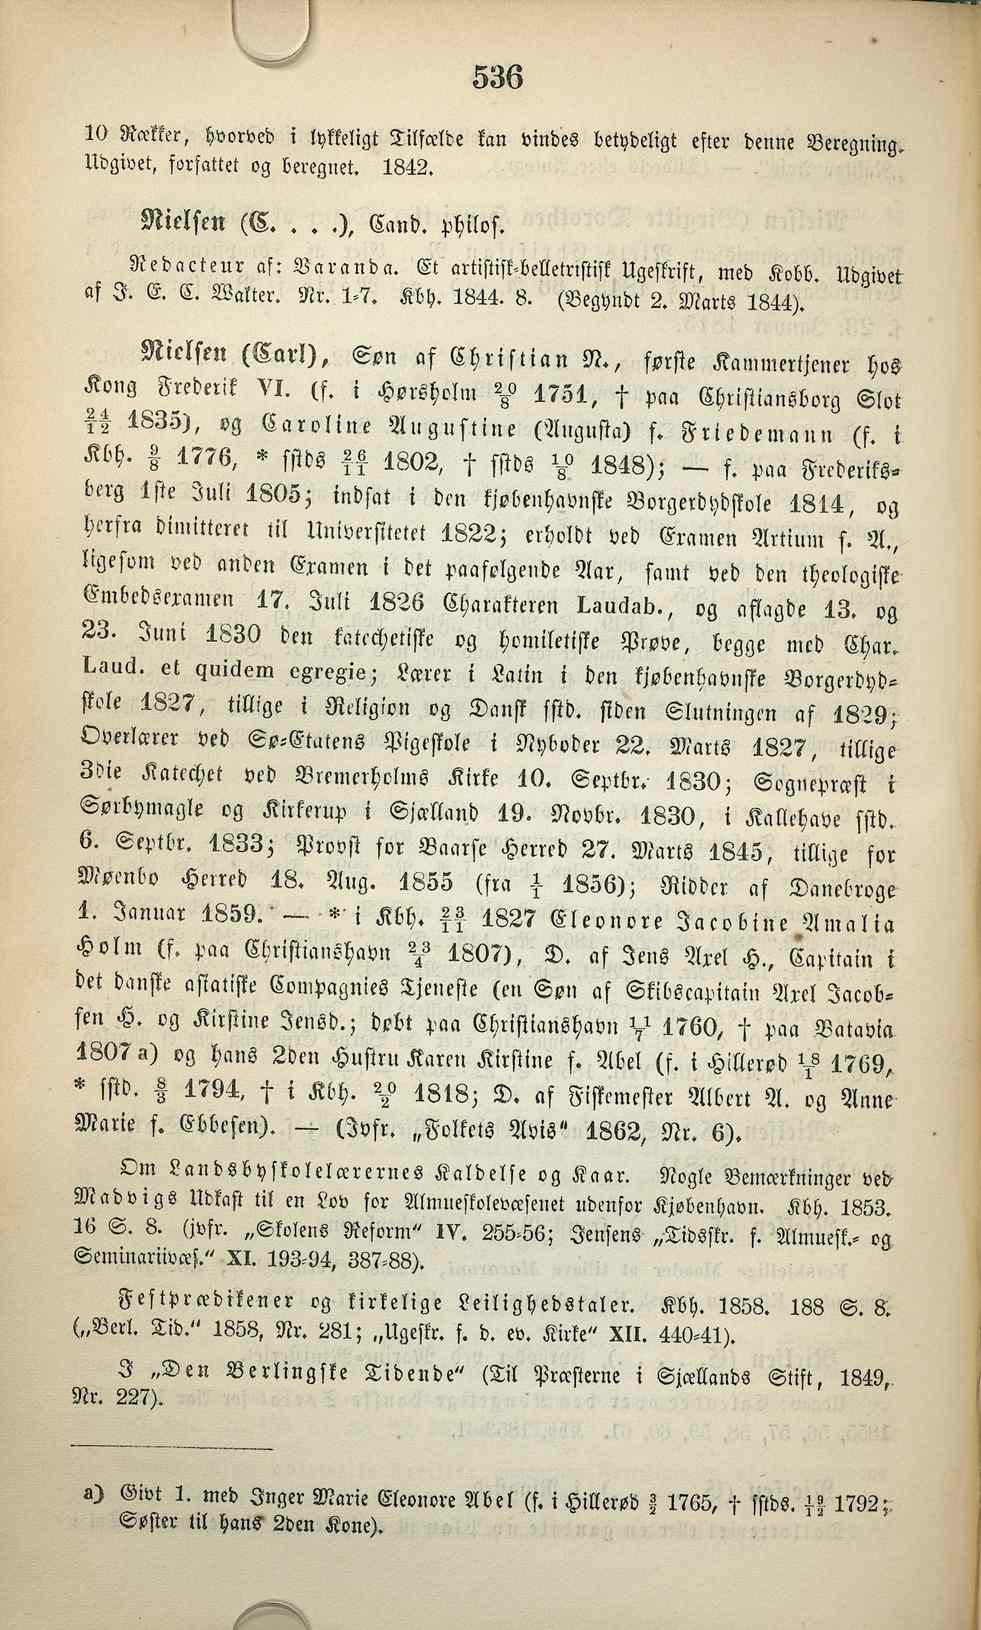 536
10 Rækker, hvorved i lykkeligt Tilfælde kan vindes betydeligt efter denne Beregning.
Udgivet, forfattet og beregnet. 1842.
Nielsen (C. . . .), Cand. philos.
Redacteur af: Varanda. Et artistisk-belletristisk Ugeskrift, med Kobb. Udgivet
af J. E. C. Walter. Nr. 1-7. Kbh. 1844. 8. (Begyndt 2. Marts 1844).
Nielsen (Carl), Søn af Christian N., første Kammertjener hos
Kong Frederik VI. (f. i Hørsholm 20/8 1751, † paa Christiansborg Slot
24/12 1835), og Caroline Augustine (Augusta) f. Friedemann (f. i
Kbh. 9/8 1776, * sstds 26/11 1802, † sstds 10/8 1848); — f. paa Frederiks-
berg 1ste Juli 1805; indsat i den kjøbenhavnske Borgerdydskole 1814, og
herfra dimitteret til Universitetet 1822; erholdt ved Examen Artium s. A.,
ligesom ved anden Examen i det paafølgende Aar, samt ved den theologiske
Embedsexamen 17. Juli 1826 Charakteren Laudab., og aflagde 13. og
23. Juni 1830 den katechetiske og homiletiske Prøve, begge med Char.
Laud. et quidem egregie; Lærer i Latin i den kjøbenhavnske Borgerdyd-
skole 1827, tillige i Religion og Dansk sstd. siden Slutningen af 1829;
Overlærer ved Sø-Etatens Pigeskole i Nyboder 22. Marts 1827, tillige
3die Katechet ved Bremerholms Kirke 10. Septbr. 1830; Sognepræst i
Sørbymagle og Kirkerup i Sjælland 19. Novbr. 1830, i Kallehave sstd.
6. Septbr. 1833; Provst for Baarse Herred 27. Marts 1845, tillige for
Møenbo Herred 18. Aug. 1855 (fra 1/1 1856); Ridder af Danebroge
1. Januar 1859. — * i Kbh. 23/11 1827 Eleonore Jacobine Amalia
Holm (f. paa Christianshavn 23/4 1807), D. af Jens Axel H., Capitain i
det danske asiatiske Compagnies Tjeneste (en Søn af Skibscapitain Axel Jacob-
sen H. og Kirstine Jensd.; døbt paa Christianshavn 11/7 1760, † paa Batavia
1807 a) og hans 2den Hustru Karen Kirstine f. Abel (f. i Hillerød 18/1 1769,
* sstd. 8/8 1794, † i Kbh. 20/2 1818; D. af Fiskemester Albert A. og Anne
Marie f. Ebbesen). — (Jvfr. „Folkets Avis“ 1862, Nr. 6).
Om Landsbyskolelærernes Kaldelse og Kaar. Nogle Bemærkninger ved
Madvigs Udkast til en Lov for Almueskolevæsenet udenfor Kjøbenhavn. Kbh. 1853.
16 S. 8. (jvfr. „Skolens Reform“ IV. 255-56; Jensens „Tidsskr. f. Almuesk.- og
Seminariivæs.“ XI. 193-94, 387-88).
Festprædikener og kirkelige Leilighedstaler. Kbh. 1858. 188 S. 8.
(„Berl. Tid.“ 1858, Nr. 281; „Ugeskr. f. d. ev. Kirke“ XII. 440-41).
I „Den Berlingske Tidende“ (Til Præsterne i Sjællands Stift, 1849,
Nr. 227).
a) Givt 1. med Inger Marie Eleonore Abel (f. i Hillerød 3/2 1765, † sstds. 19/12 1792;
Søster til hans 2den Kone).